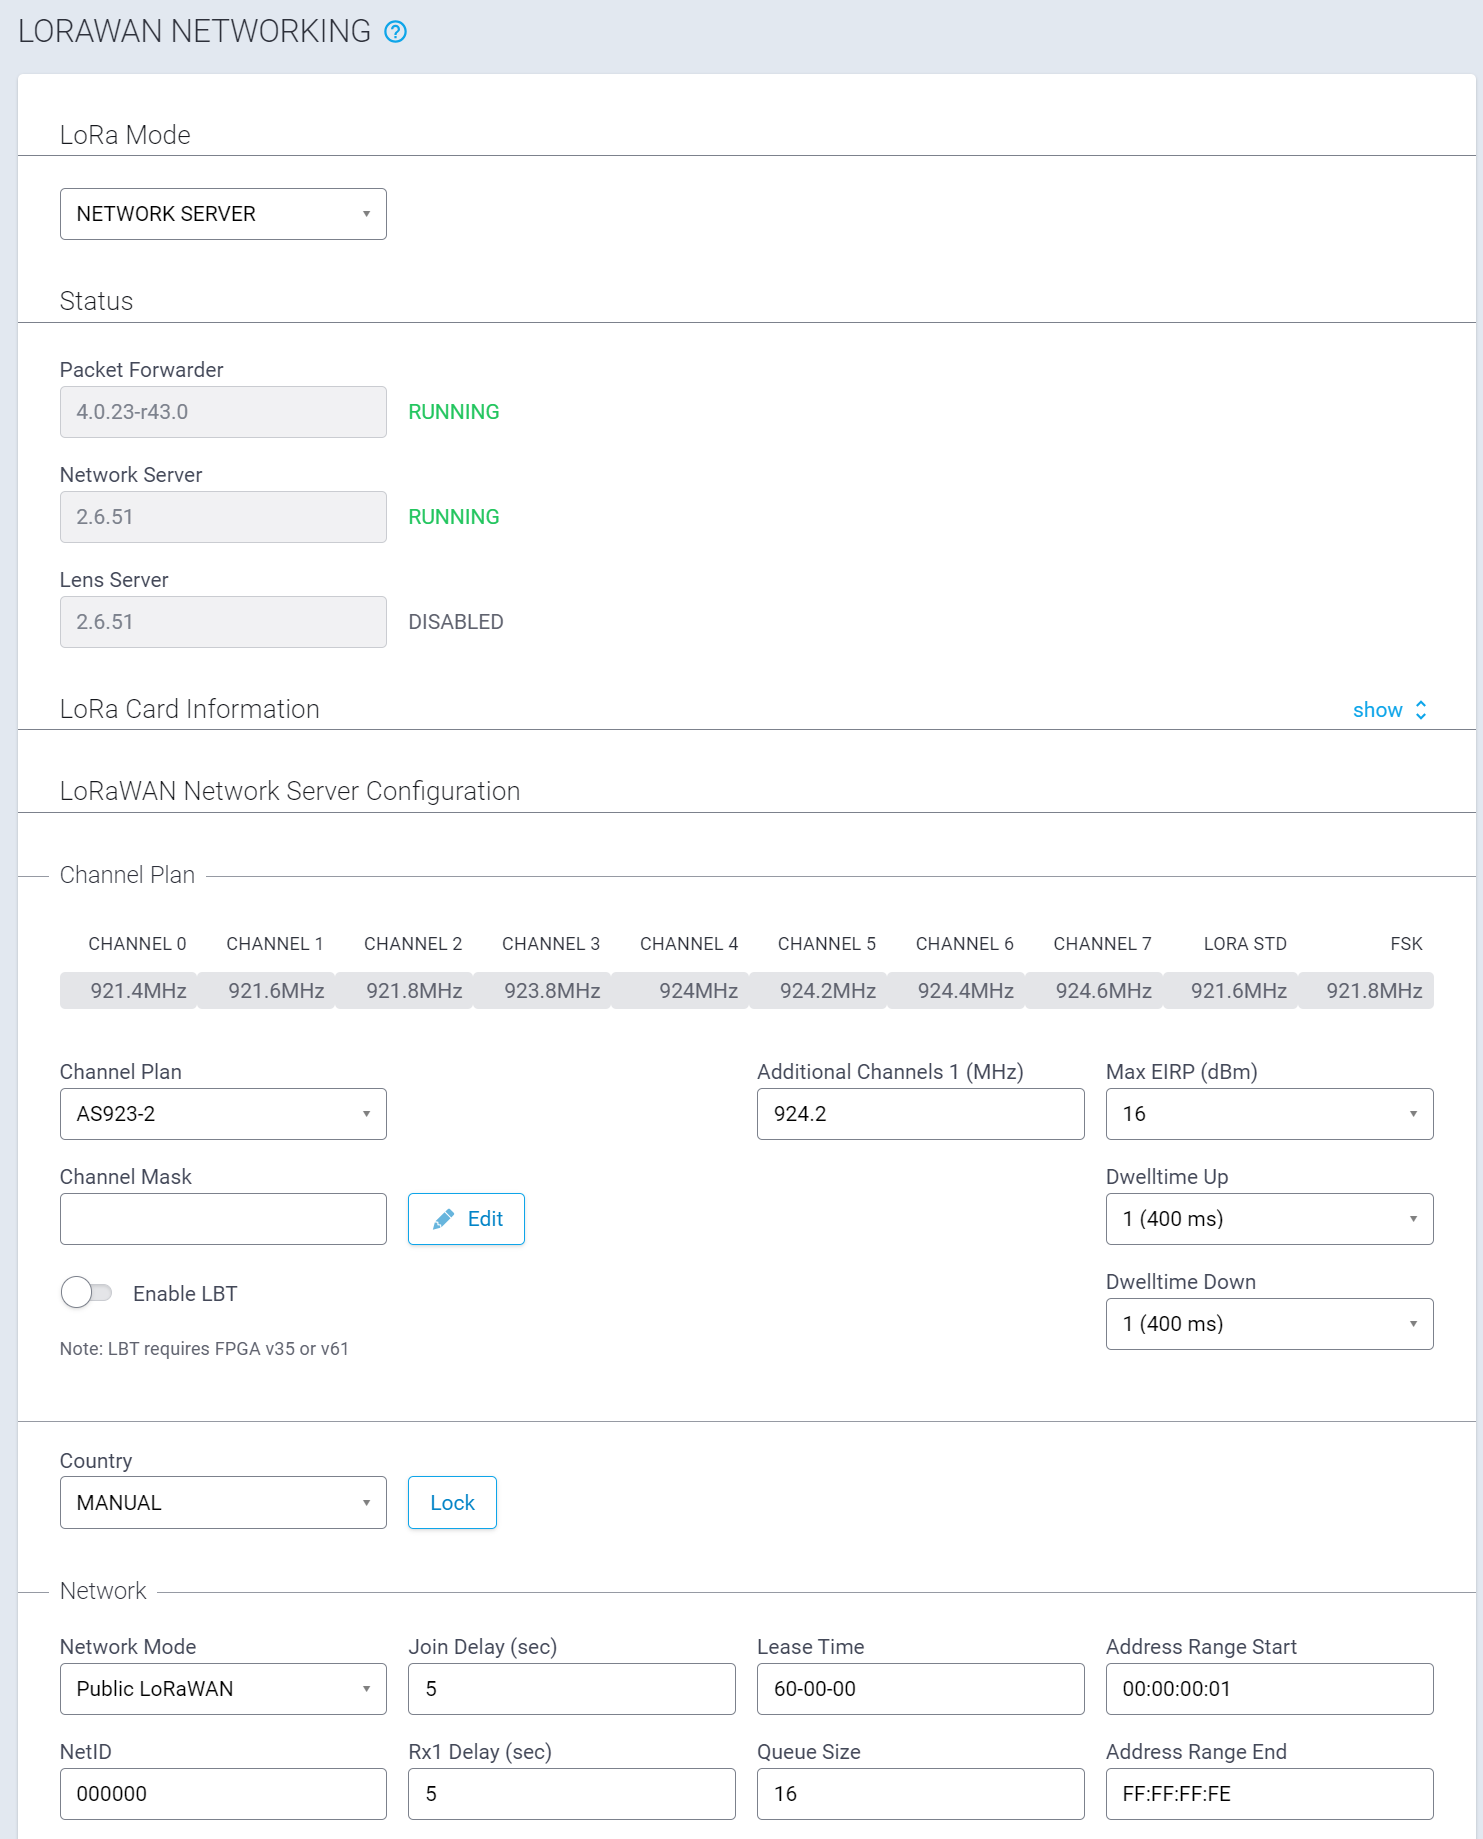 LORAWAN NETWORKING
LoRa Mode
NETWORK SERVER
Status
Packet Forwarder
4.0.23-r43.0 RUNNING
Network Server
2.6.51 RUNNING
Lens Server
2.6.51 DISABLED
LoRa Card Information show
LoRaWAN Network Server Configuration
Channel Plan
CHANNEL 0 CHANNEL 1 CHANNEL 2 CHANNEL 3 CHANNEL 4 CHANNEL 5 CHANNEL 6 CHANNEL 7 LORA STD FSK
921.4MHz 921.6MHz 921.8MHz 923.8MHz 924MHz 924.2MHz 924.4MHz 924.6MHz 921.6MHz 921.8MHz
Channel Plan Additional Channels 1 (MHz) Max EIRP (dBm)
AS923-2 924.2 16
Channel Mask Dwelltime Up
Edit 1 (400 ms)
Enable LBT Dwelltime Down
1 (400 ms)
Note: LBT requires FPGA v35 or v61
Country
MANUAL Lock
Network
Network Mode Join Delay (sec) Lease Time Address Range Start
Public LoRaWAN 5 60-00-00 00:00:00:01
NetID Rx1 Delay (sec) Queue Size Address Range End
000000 5 16 FF:FF:FF:FE